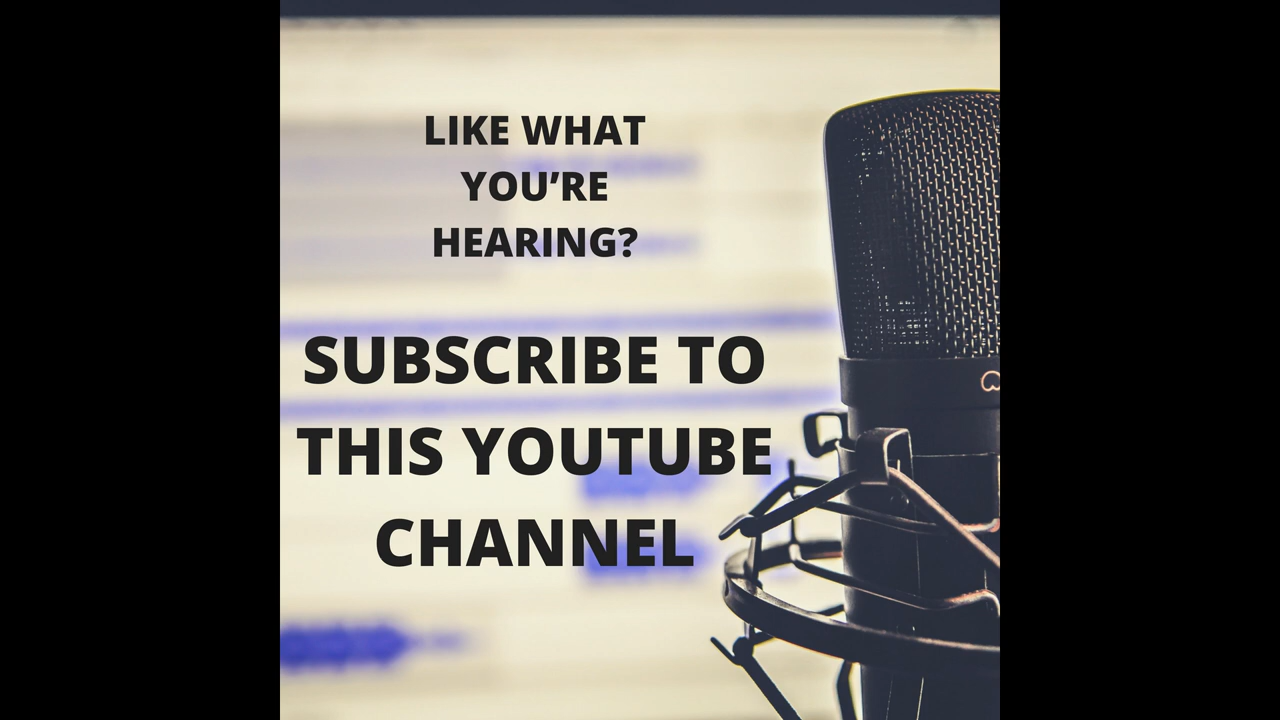 LIKE WHAT
YOU’RE
HEARING?
SUBSCRIBE TO
THIS YOUTUBE
CHANNEL